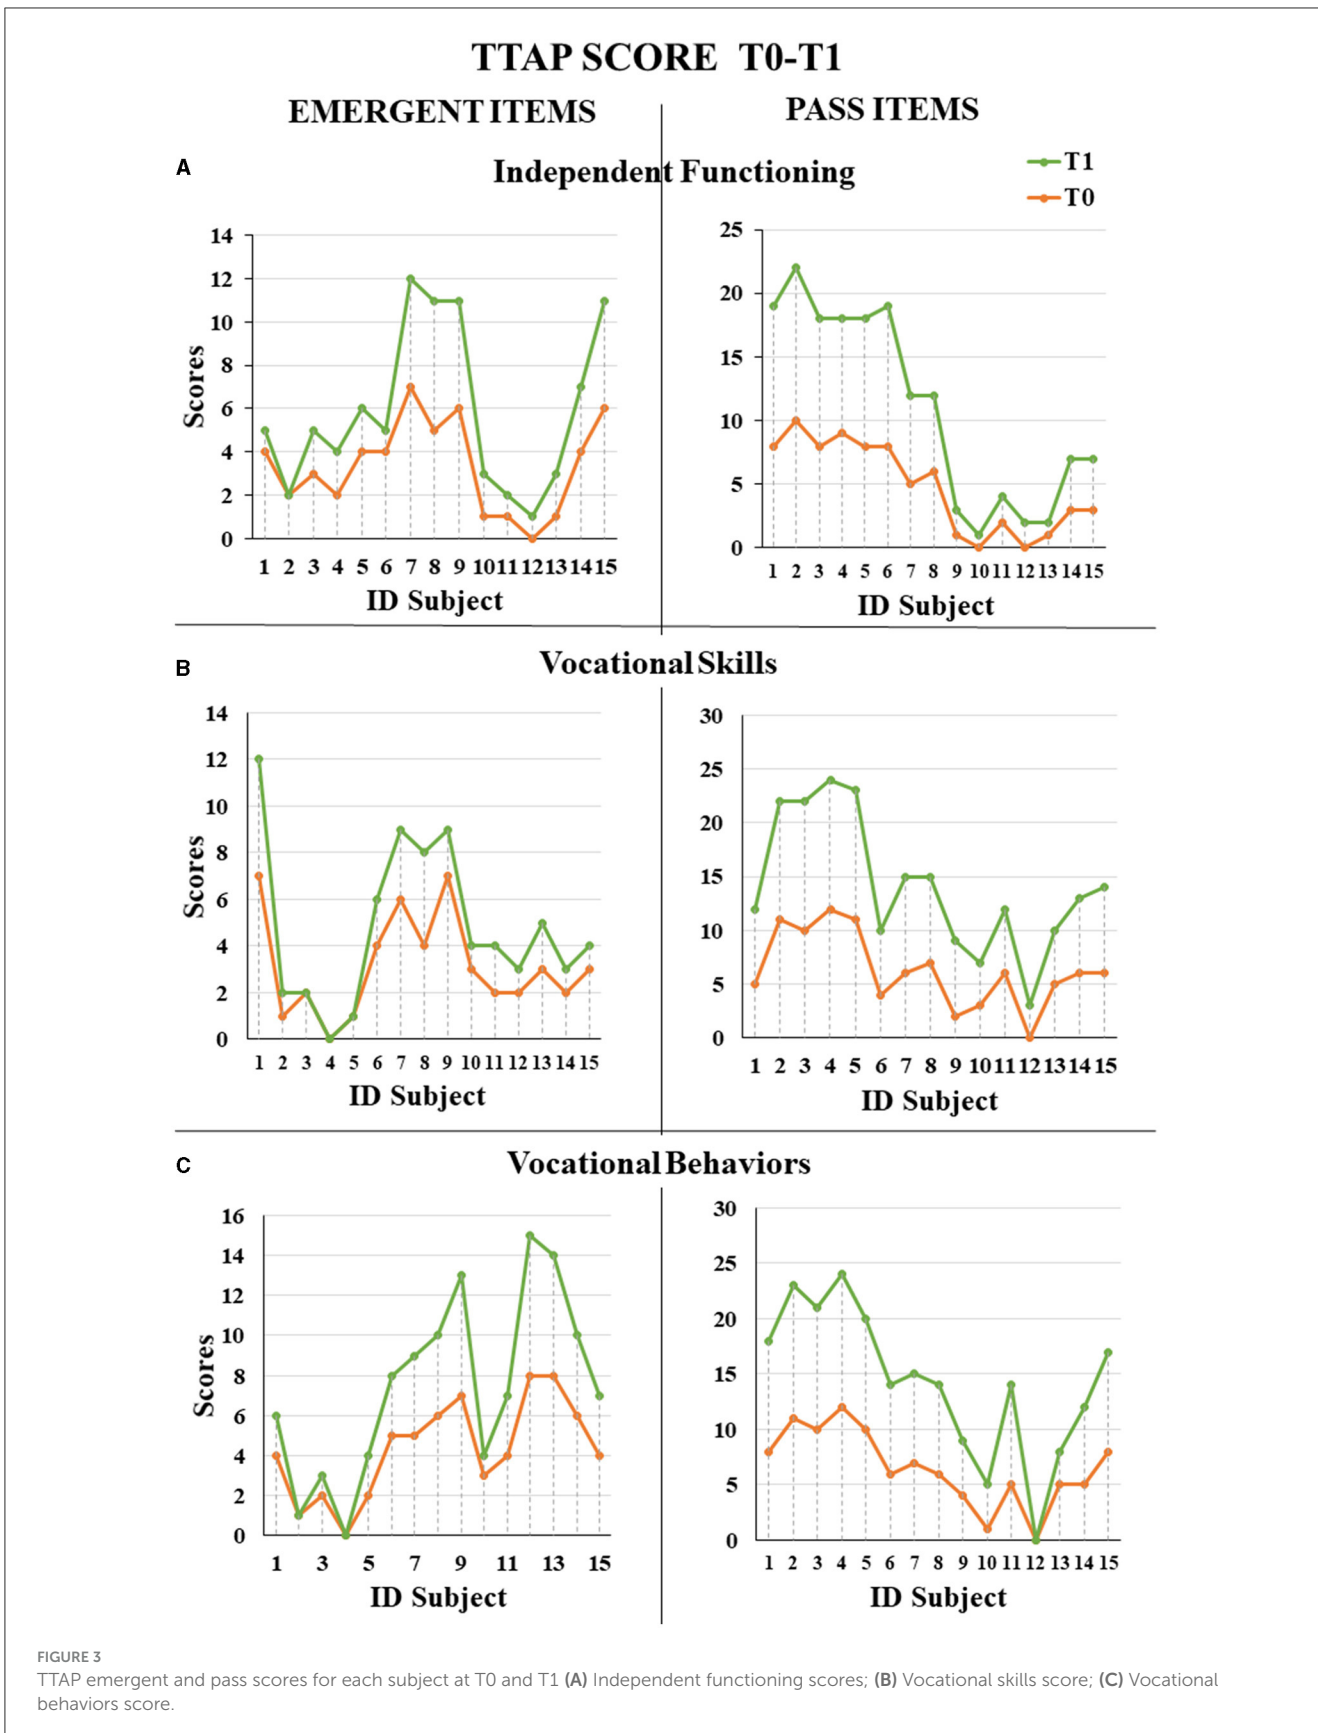 TTAP SCORE T0-T1
EMERGENT ITEMS
PASS ITEMS
A
Independent Functioning
T1
T0
Scores
14
12
10
8
6
4
2
0
1 2 3 4 5 6 7 8 9 10 11 12 13 14 15
ID Subject
25
20
15
10
5
0
1 2 3 4 5 6 7 8 9 10 11 12 13 14 15
ID Subject
B
Vocational Skills
Scores
14
12
10
8
6
4
2
0
1 2 3 4 5 6 7 8 9 10 11 12 13 14 15
ID Subject
30
25
20
15
10
5
0
1 2 3 4 5 6 7 8 9 10 11 12 13 14 15
ID Subject
C
Vocational Behaviors
Scores
16
14
12
10
8
6
4
2
0
1 3 5 7 9 11 13 15
ID Subject
30
25
20
15
10
5
0
1 2 3 4 5 6 7 8 9 10 11 12 13 14 15
ID Subject
FIGURE 3
TTAP emergent and pass scores for each subject at T0 and T1 (A) Independent functioning scores; (B) Vocational skills score; (C) Vocational
behaviors score.